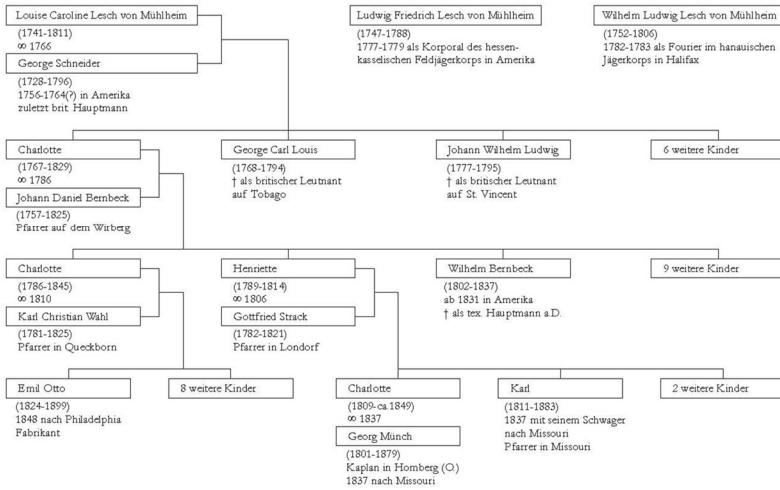 Louise Caroline Lesch von Mühlheim
(1741-1811)
∞ 1766
George Schneider
(1728-1796)
1756-1764(?) in Amerika
zuletzt brit. Hauptmann
Ludwig Friedrich Lesch von Mühlheim
(1747-1788)
1777-1779 als Korporal des hessen-
kasselischen Feldjägerkorps in Amerika
Wilhelm Ludwig Lesch von Mühlheim
(1752-1806)
1782-1783 als Fourier im hanauischen
Jägerkorps in Halifax
Charlotte
(1767-1829)
∞ 1786
Johann Daniel Bernbeck
(1757-1825)
Pfarrer auf dem Wirberg
George Carl Louis
(1768-1794)
† als britischer Leutnant
auf Tobago
Johann Wilhelm Ludwig
(1777-1795)
† als britischer Leutnant
auf St. Vincent
6 weitere Kinder
Charlotte
(1786-1845)
∞ 1810
Karl Christian Wahl
(1781-1825)
Pfarrer in Queckborn
Henriette
(1789-1814)
∞ 1806
Gottfried Strack
(1782-1821)
Pfarrer in Londorf
Wilhelm Bernbeck
(1802-1837)
ab 1831 in Amerika
† als tex. Hauptmann a.D.
9 weitere Kinder
Emil Otto
(1824-1899)
1848 nach Philadelphia
Fabrikant
8 weitere Kinder
Charlotte
(1809-ca.1849)
∞ 1837
Georg Münch
(1801-1879)
Kaplan in Homberg (O.)
1837 nach Missouri
Karl
(1811-1883)
1837 mit seinem Schwager
nach Missouri
Pfarrer in Missouri
2 weitere Kinder